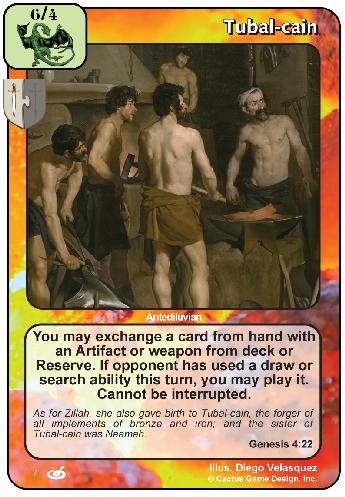 6/4
Tubal-cain
Antediluvian
You may exchange a card from hand with
an Artifact or weapon from deck or
Reserve. If opponent has used a draw or
search ability this turn, you may play it.
Cannot be interrupted.
As for Zillah, she also gave birth to Tubal-cain, the forger of
all implements of bronze and iron; and the sister of
Tubal-cain was Naamah.
Genesis 4:22
Illus. Diego Velasquez
© Cactus Game Design, Inc.